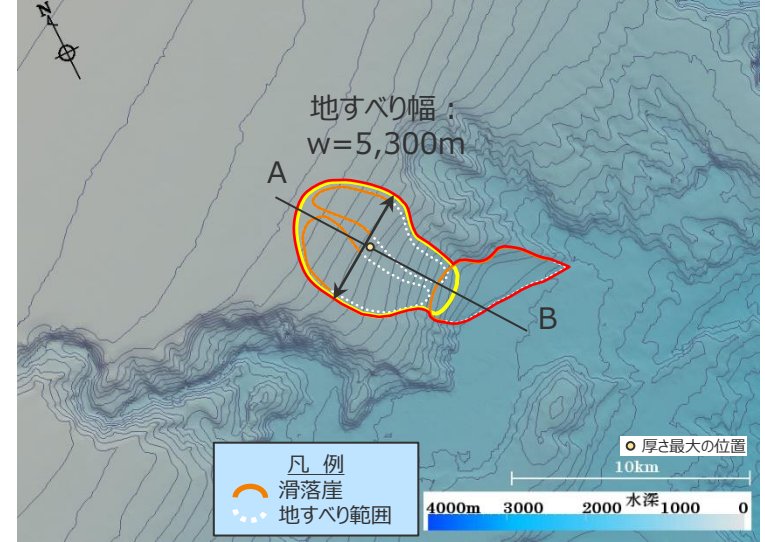 N
地すべり幅：
w=5,300m
A
B
厚さ最大の位置
10km
凡 例
滑落崖
地すべり範囲
水深
4000m 3000 2000 1000 0